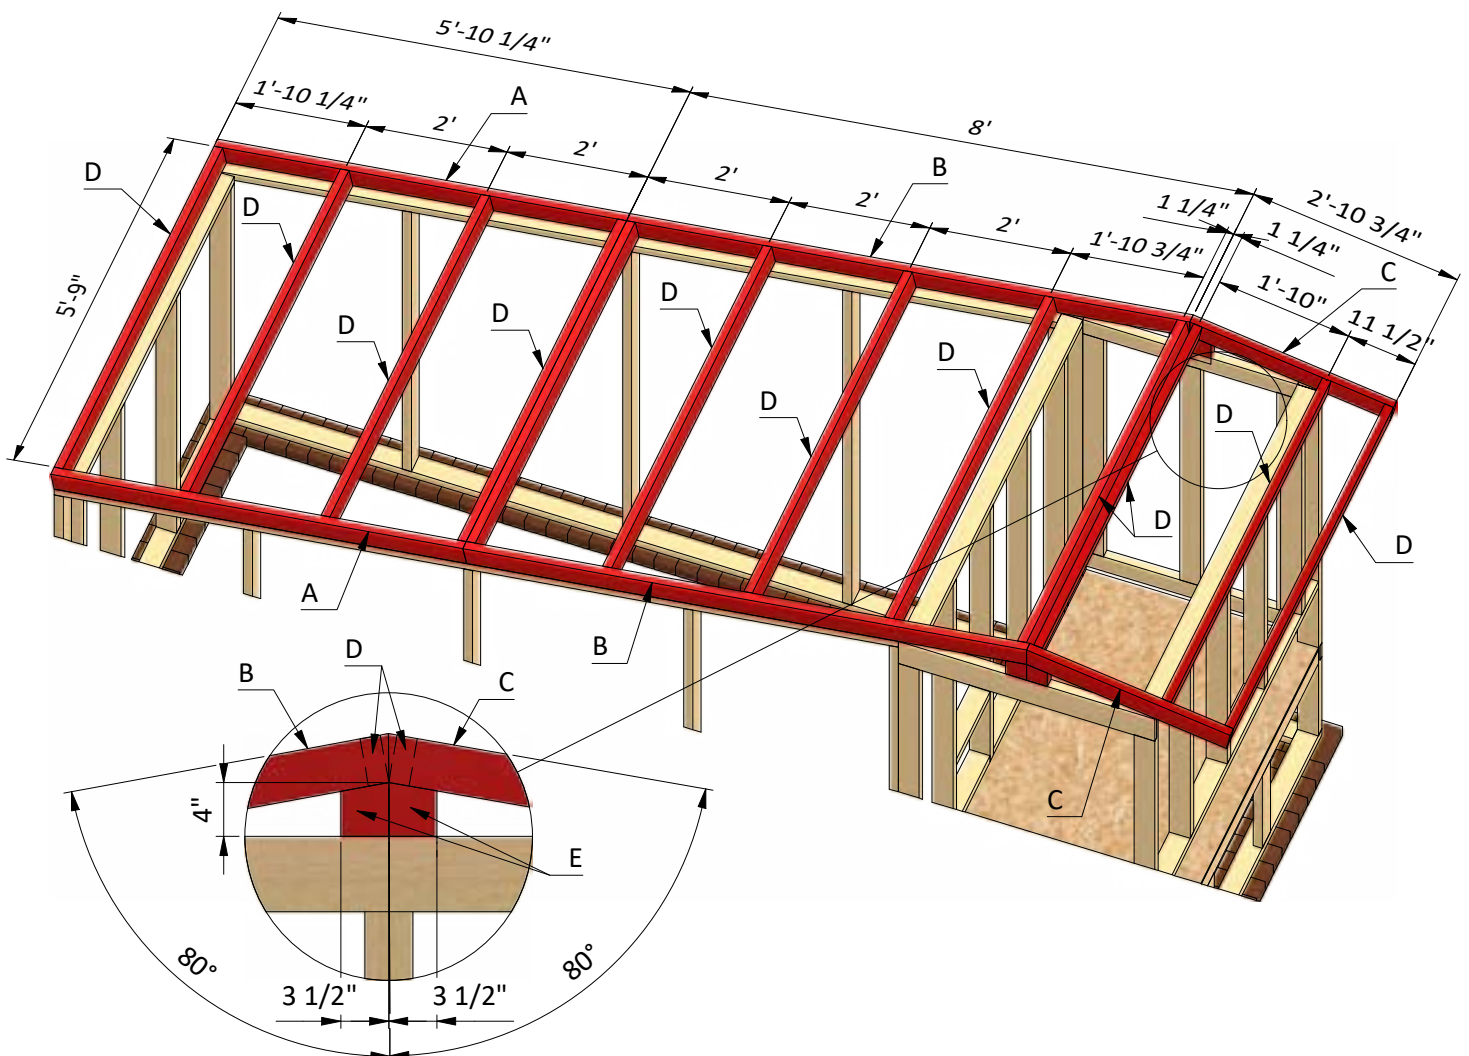 5'-10 1/4"
1'-10 1/4"
A
2'
8'
2'
2'
B
2'
2'
1 1/4"
2'-10 3/4"
1 1/4"
1'-10 3/4"
C
1'-10"
11 1/2"
D
D
5'-9"
D
D
D
D
D
D
D
D
A
B
C
B
D
C
4"
E
80°
80°
3 1/2"
3 1/2"